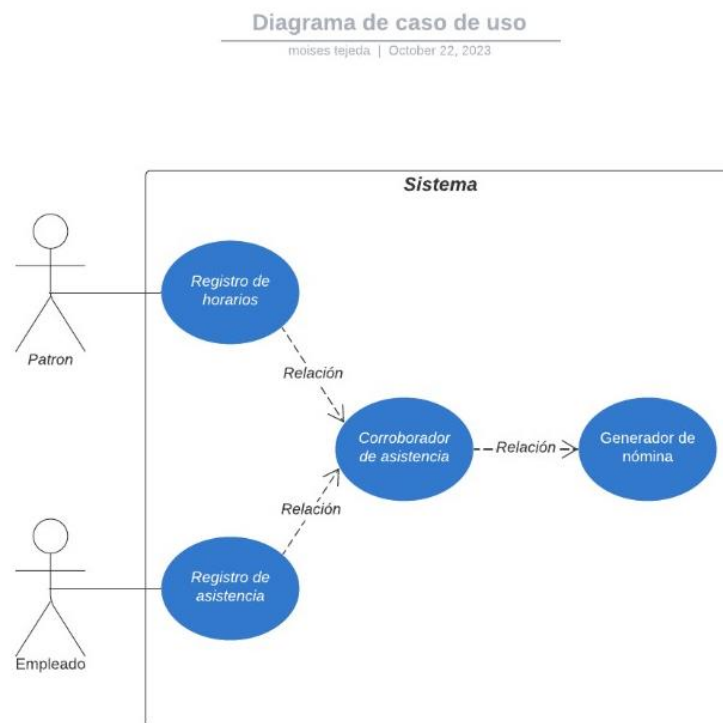 Diagrama de caso de uso
moises tejeda | October 22, 2023
Sistema
Registro de
horarios
Patron
Relación
Corroborador
de asistencia
Relación
Generador de
nómina
Relación
Registro de
asistencia
Empleado